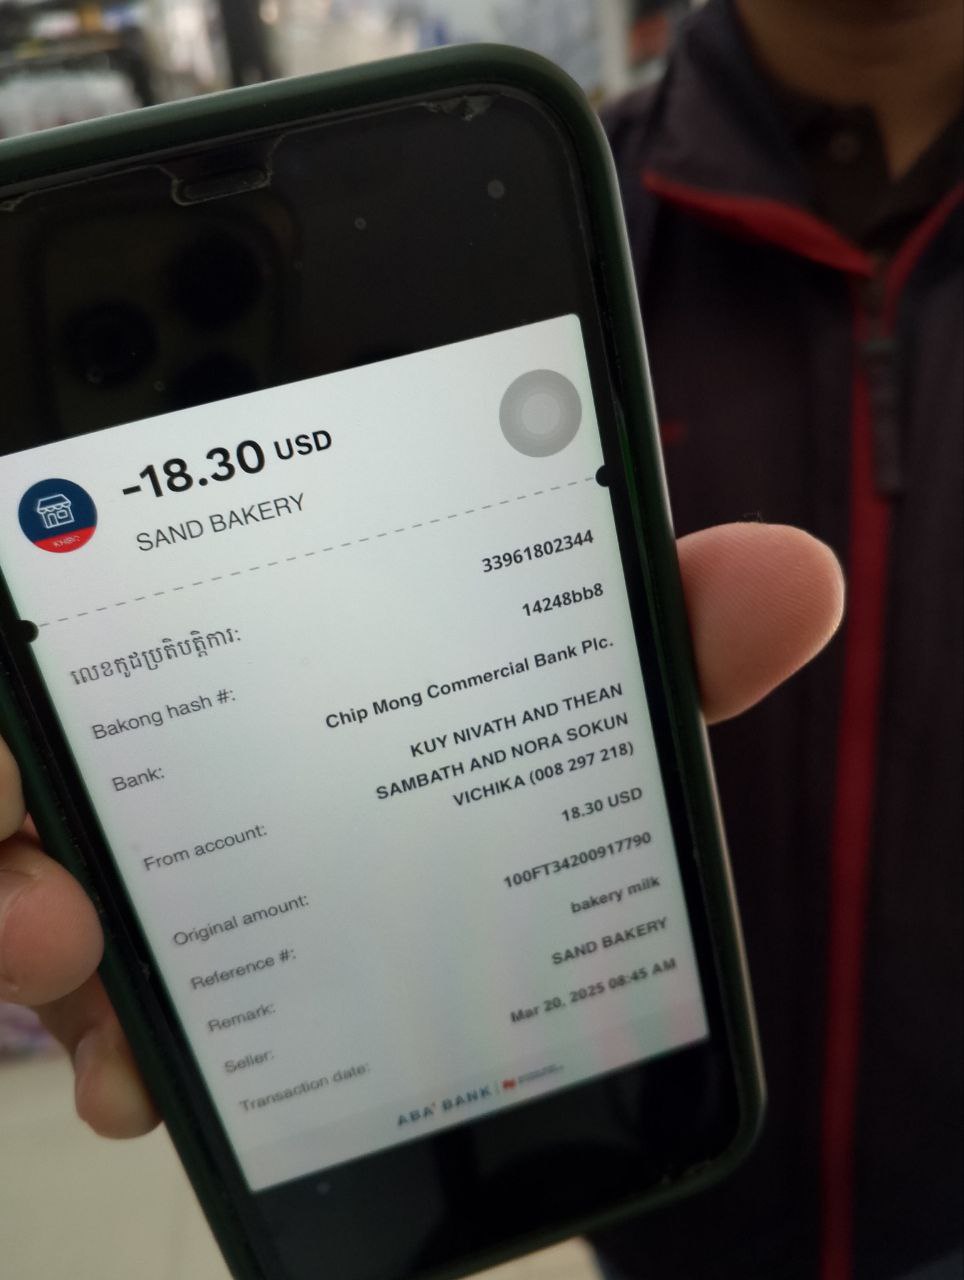 -18.30 USD
SAND BAKERY
KHQR
លេខកូដប្រតិបត្តិការ: 33961802344
Bakong hash #: 14248bb8
Bank: Chip Mong Commercial Bank Plc.
From account: KUY NIVATH AND THEAN
SAMBATH AND NORA SOKUN
VICHIKA (008 297 218)
Original amount: 18.30 USD
Reference #: 100FT34200917790
Remark: bakery milk
Seller: SAND BAKERY
Transaction date: Mar 20, 2025 08:45 AM
ABA' BANK